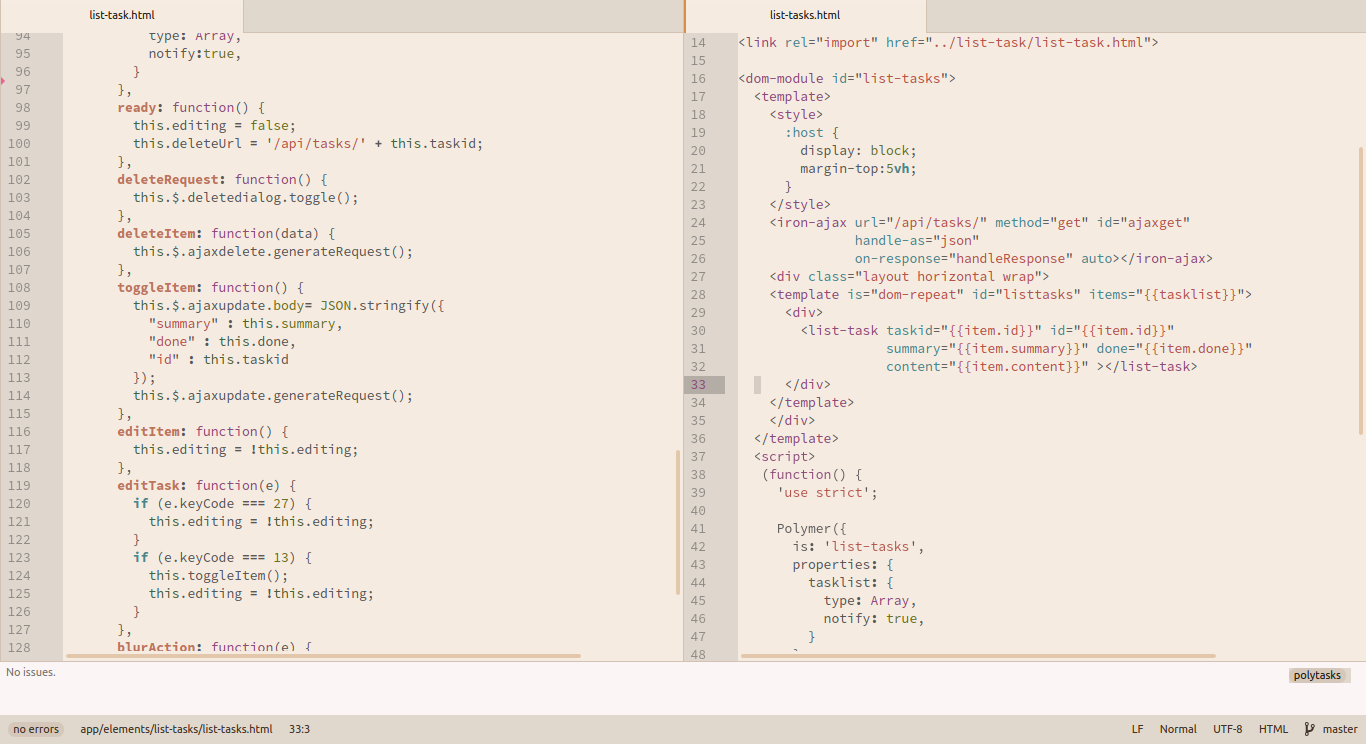 list-task.html
94 type: Array,
95 notify:true,
96 }
97 },
98 ready: function() {
99 this.editing = false;
100 this.deleteUrl = '/api/tasks/' + this.taskid;
101 },
102 deleteRequest: function() {
103 this.$.deletedialog.toggle();
104 },
105 deleteItem: function(data) {
106 this.$.ajaxdelete.generateRequest();
107 },
108 toggleItem: function() {
109 this.$.ajaxupdate.body= JSON.stringify({
110 "summary" : this.summary,
111 "done" : this.done,
112 "id" : this.taskid
113 });
114 this.$.ajaxupdate.generateRequest();
115 },
116 editItem: function() {
117 this.editing = !this.editing;
118 },
119 editTask: function(e) {
120 if (e.keyCode === 27) {
121 this.editing = !this.editing;
122 }
123 if (e.keyCode === 13) {
124 this.toggleItem();
125 this.editing = !this.editing;
126 }
127 },
128 blurAction: function(e) {
list-tasks.html
14 <link rel="import" href="../list-task/list-task.html">
15
16 <dom-module id="list-tasks">
17 <template>
18 <style>
19 :host {
20 display: block;
21 margin-top:5vh;
22 }
23 </style>
24 <iron-ajax url="/api/tasks/" method="get" id="ajaxget"
25 handle-as="json"
26 on-response="handleResponse" auto></iron-ajax>
27 <div class="layout horizontal wrap">
28 <template is="dom-repeat" id="listtasks" items="{{tasklist}}">
29 <div>
30 <list-task taskid="{{item.id}}" id="{{item.id}}"
31 summary="{{item.summary}}" done="{{item.done}}"
32 content="{{item.content}}" ></list-task>
33 </div>
34 </template>
35 </div>
36 </template>
37 <script>
38 (function() {
39 'use strict';
40
41 Polymer({
42 is: 'list-tasks',
43 properties: {
44 tasklist: {
45 type: Array,
46 notify: true,
47 }
48
No issues.
polytasks
no errors app/elements/list-tasks/list-tasks.html 33:3 LF Normal UTF-8 HTML master